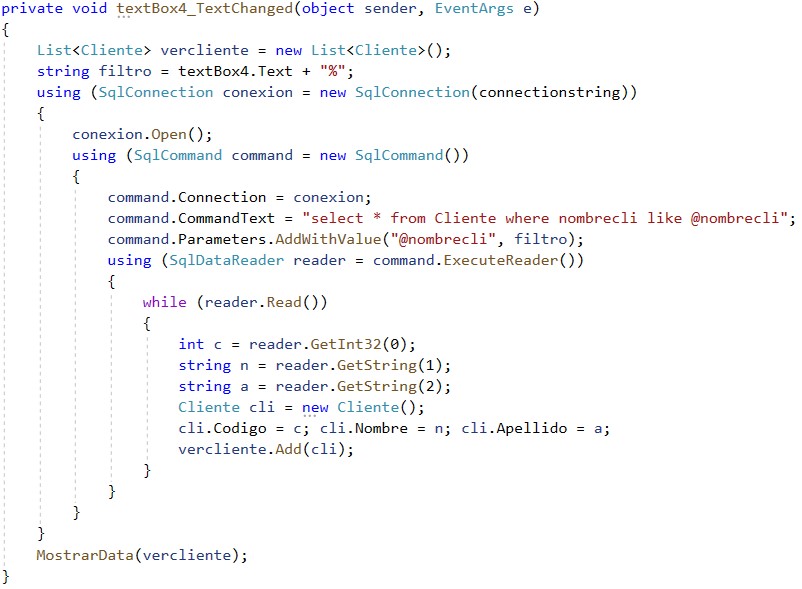 private void textBox4_TextChanged(object sender, EventArgs e)
{
List<Cliente> vercliente = new List<Cliente>();
string filtro = textBox4.Text + "%";
using (SqlConnection conexion = new SqlConnection(connectionstring))
{
conexion.Open();
using (SqlCommand command = new SqlCommand())
{
command.Connection = conexion;
command.CommandText = "select * from Cliente where nombrecli like @nombrecli";
command.Parameters.AddWithValue("@nombrecli", filtro);
using (SqlDataReader reader = command.ExecuteReader())
{
while (reader.Read())
{
int c = reader.GetInt32(0);
string n = reader.GetString(1);
string a = reader.GetString(2);
Cliente cli = new Cliente();
cli.Codigo = c; cli.Nombre = n; cli.Apellido = a;
vercliente.Add(cli);
}
}
}
}
MostrarData(vercliente);
}